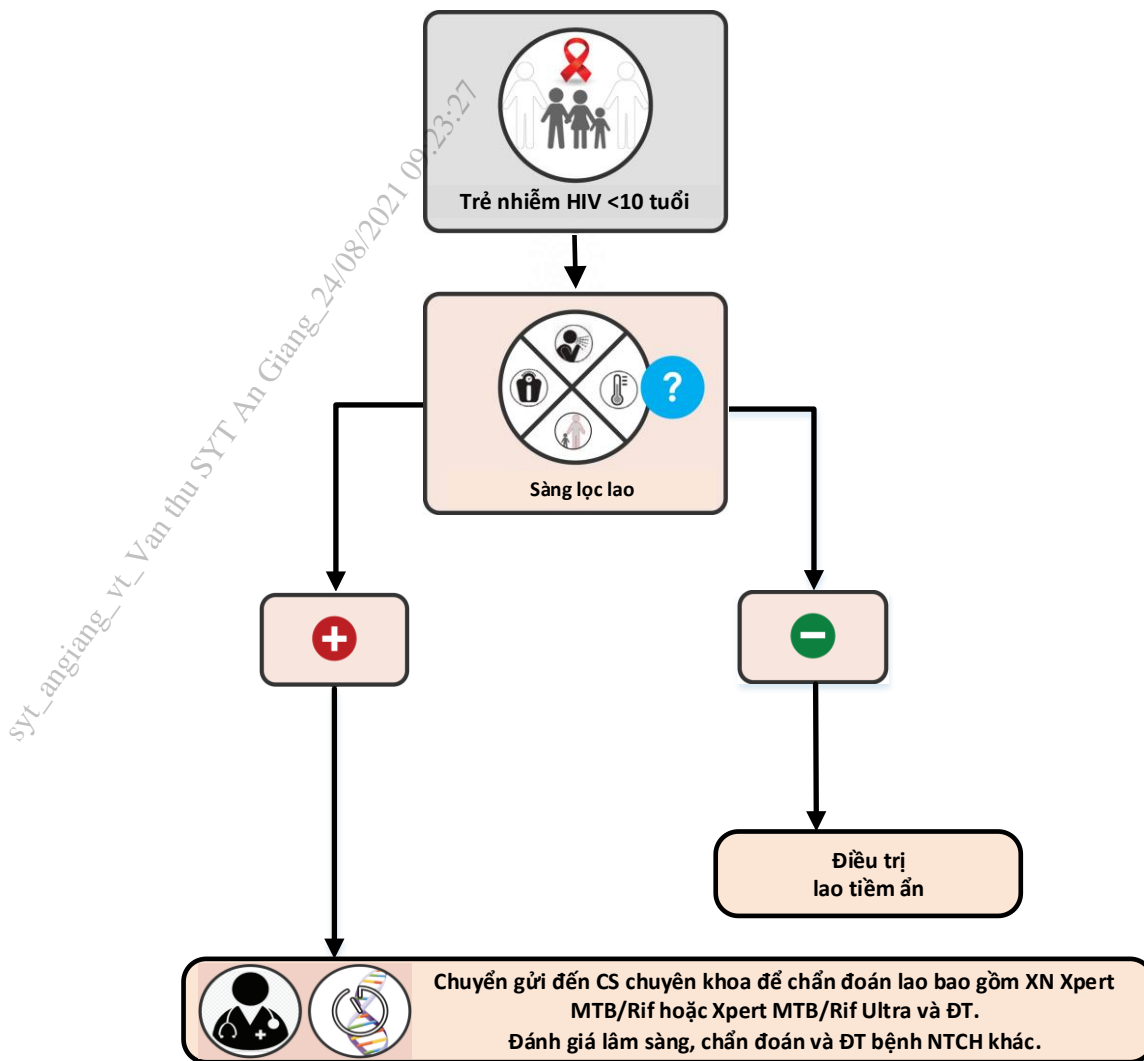 Trẻ nhiễm HIV <10 tuổi
?
Sàng lọc lao
Điều trị
lao tiềm ẩn
Chuyển gửi đến CS chuyên khoa để chẩn đoán lao bao gồm XN Xpert
MTB/Rif hoặc Xpert MTB/Rif Ultra và ĐT.
Đánh giá lâm sàng, chẩn đoán và ĐT bệnh NTCH khác.
syt_angiang_vt_Van thu SYT An Giang_24/08/2021 09:23:27